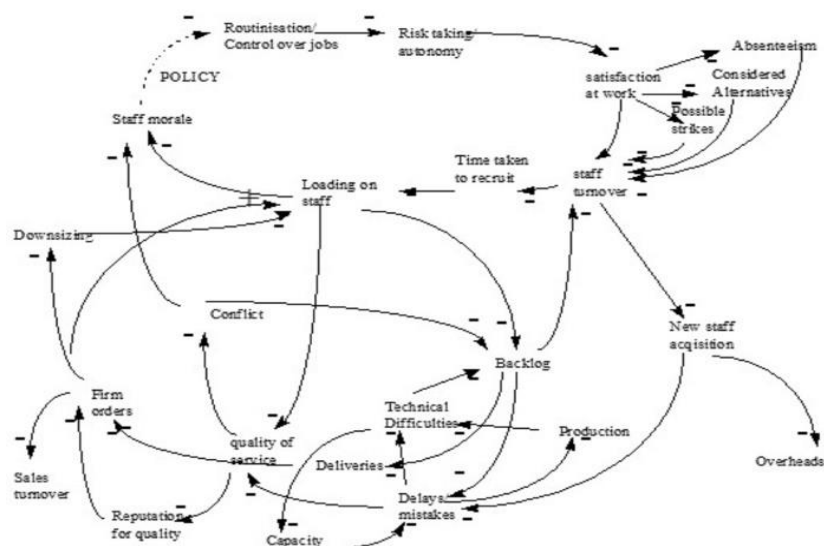 Routinisation/
Control over jobs
Risk taking/
autonomy
Absenteeism
satisfaction
at work
Considered
Alternatives
Possible
strikes
POLICY
Staff morale
Time taken
to recruit
staff
turnover
Loading on
staff
Downsizing
Conflict
New staff
acqisition
Backlog
Firm
orders
Technical
Difficulties
Production
quality of
service
Deliveries
Overheads
Sales
turnover
Delays
mistakes
Reputation
for quality
Capacity